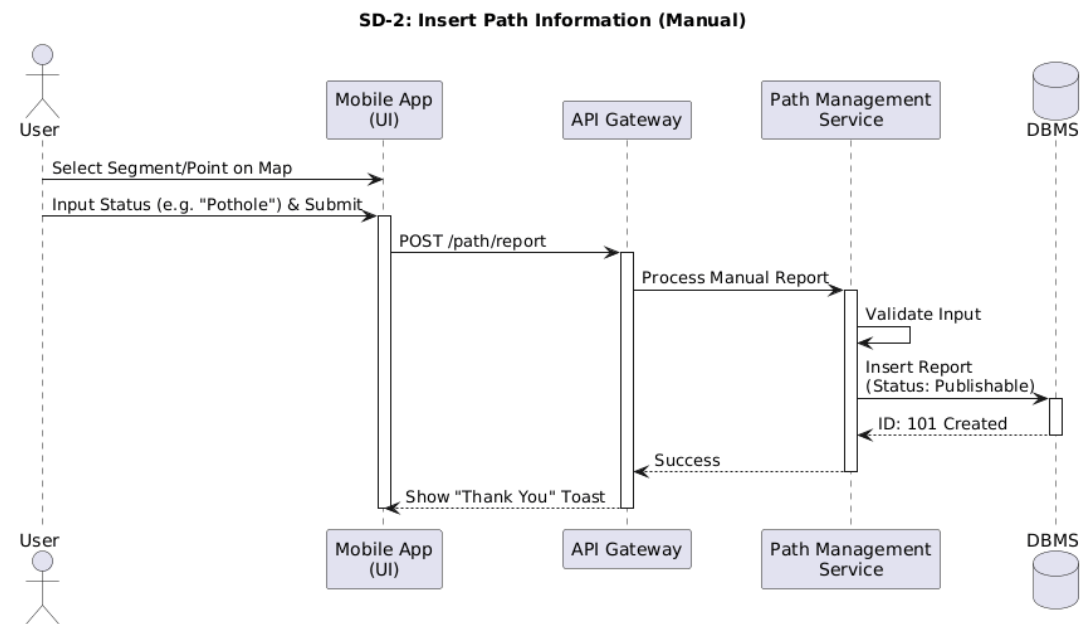 SD-2: Insert Path Information (Manual)
User
Mobile App
(UI)
API Gateway
Path Management
Service
DBMS
Select Segment/Point on Map
Input Status (e.g. "Pothole") & Submit
POST /path/report
Process Manual Report
Validate Input
Insert Report
(Status: Publishable)
ID: 101 Created
Success
Show "Thank You" Toast
User
Mobile App
(UI)
API Gateway
Path Management
Service
DBMS